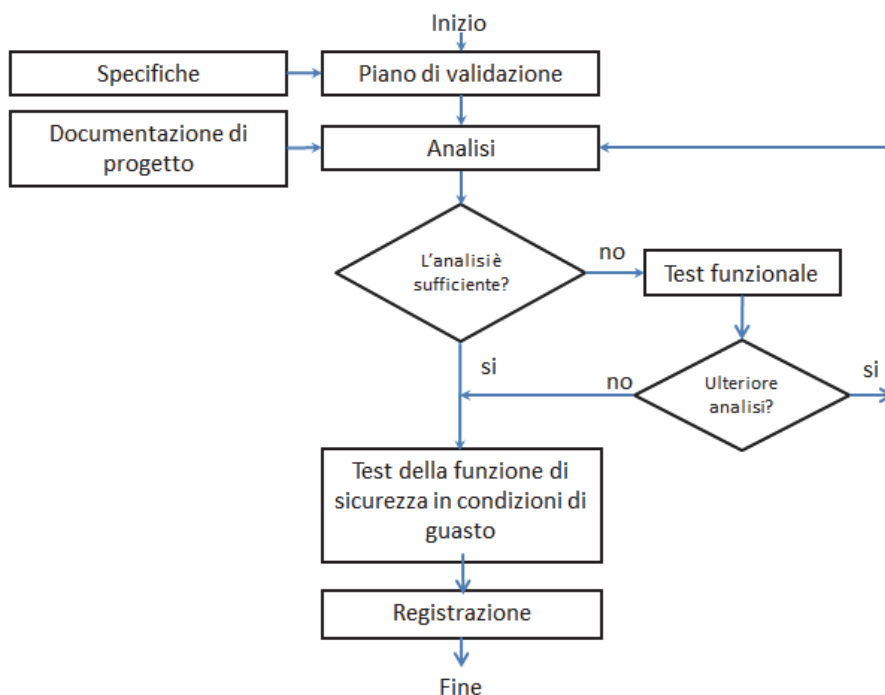 Inizio
Specifiche
Piano di validazione
Documentazione di
progetto
Analisi
L'analisi è
sufficiente?
no
Test funzionale
si
no
Ulteriore
analisi?
si
Test della funzione di
sicurezza in condizioni di
guasto
Registrazione
Fine